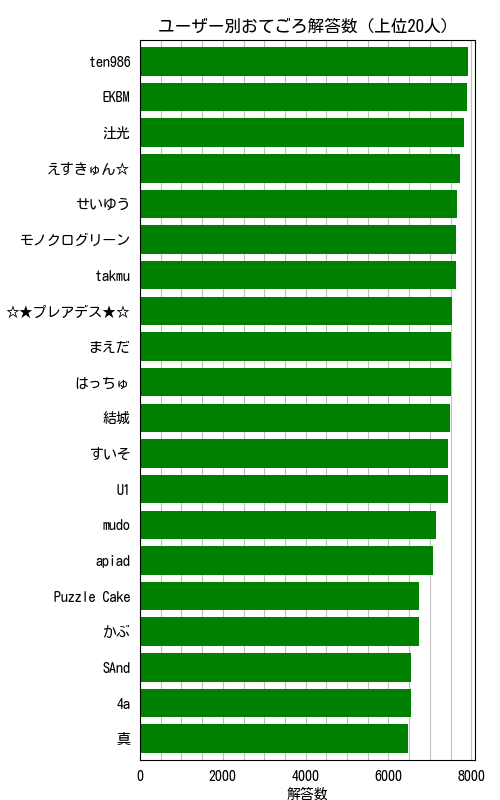 ユーザー別おてごろ解答数 (上位20人)
ten986
EKBM
辻光
えすきゅん☆
せいゆう
モノクログリーン
takmu
☆★プレアデス★☆
まえだ
はっちゅ
結城
すいそ
U1
mudo
apiad
Puzzle Cake
かぶ
SAnd
4a
真
0 2000 4000 6000 8000
解答数